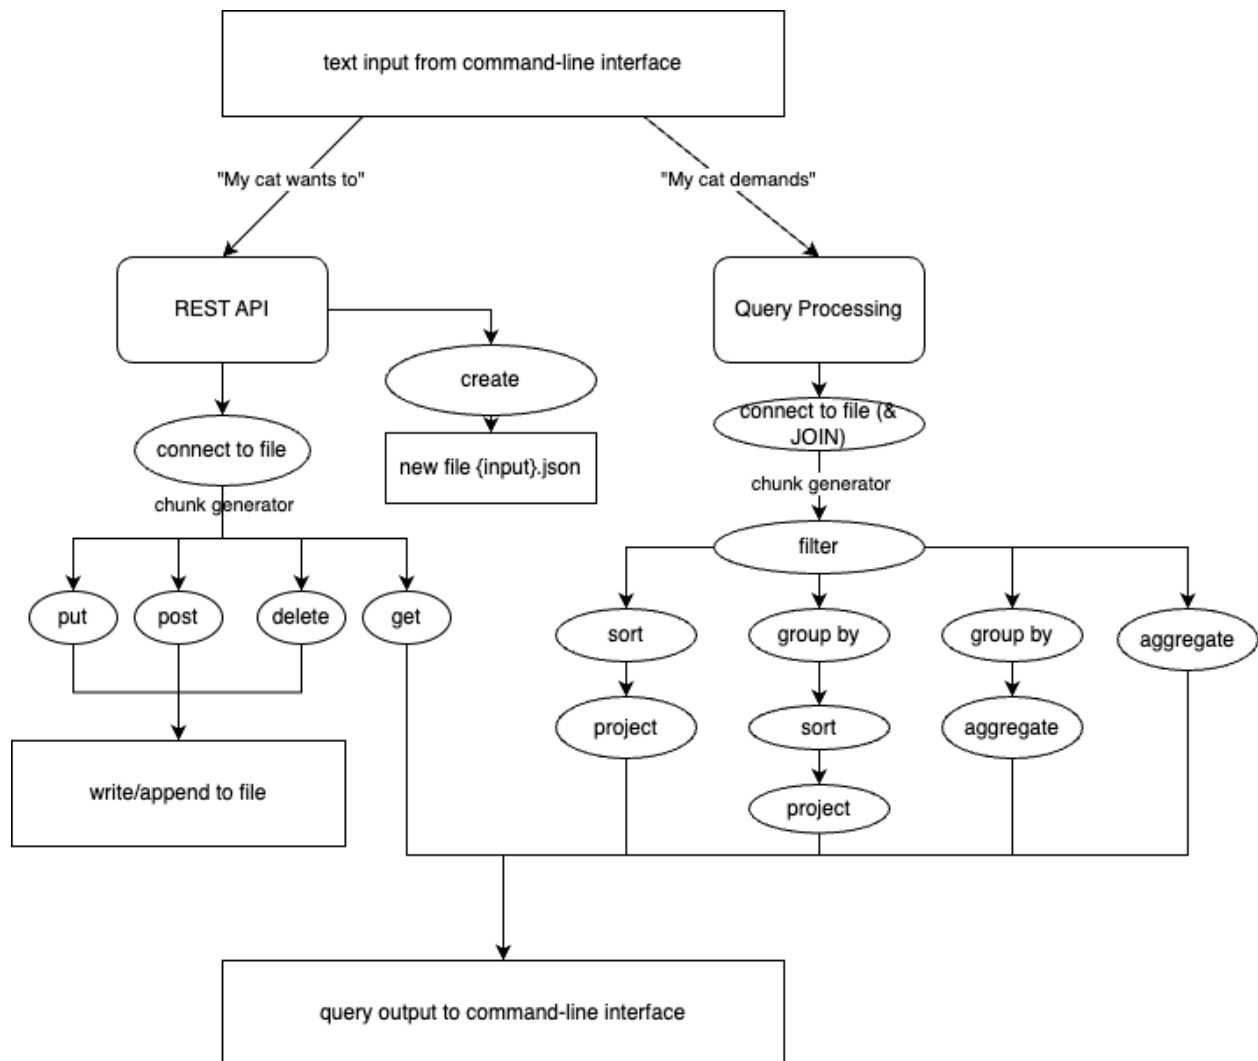 text input from command-line interface
"My cat wants to"
"My cat demands"
REST API
Query Processing
create
connect to file (&
JOIN)
connect to file
new file {input}.json
chunk generator
chunk generator
filter
put
post
delete
get
sort
group by
group by
aggregate
project
sort
aggregate
project
write/append to file
query output to command-line interface